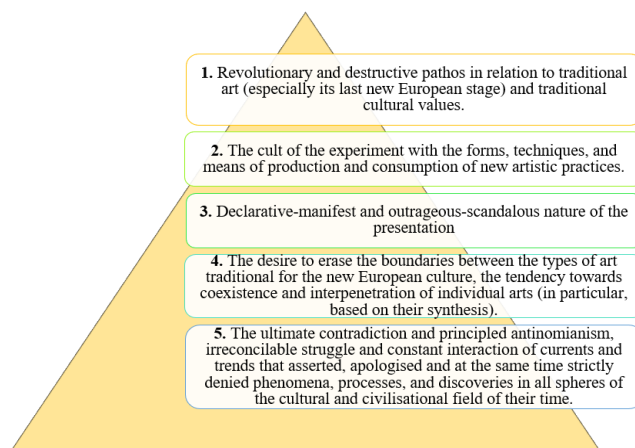 1. Revolutionary and destructive pathos in relation to traditional
art (especially its last new European stage) and traditional
cultural values.
2. The cult of the experiment with the forms, techniques, and
means of production and consumption of new artistic practices.
3. Declarative-manifest and outrageous-scandalous nature of the
presentation
4. The desire to erase the boundaries between the types of art
traditional for the new European culture, the tendency towards
coexistence and interpenetration of individual arts (in particular,
based on their synthesis).
5. The ultimate contradiction and principled antinomianism,
irreconcilable struggle and constant interaction of currents and
trends that asserted, apologised and at the same time strictly
denied phenomena, processes, and discoveries in all spheres of
the cultural and civilisational field of their time.